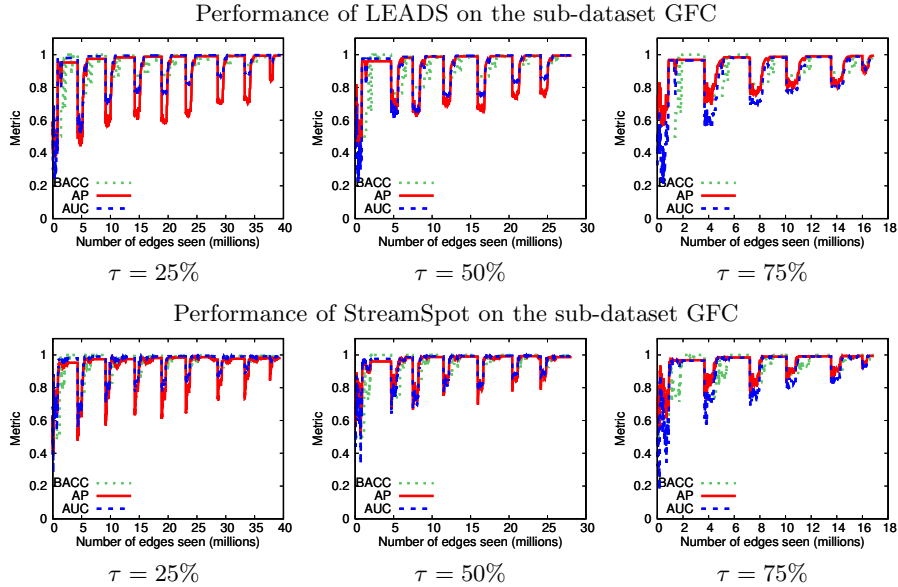 Performance of LEADS on the sub-dataset GFC
1
0.8
0.6
0.4
0.2
0
Metric
BACC
AP
AUC
0 5 10 15 20 25 30 35 40
Number of edges seen (millions)
τ = 25%
1
0.8
0.6
0.4
0.2
0
Metric
BACC
AP
AUC
0 5 10 15 20 25 30
Number of edges seen (millions)
τ = 50%
1
0.8
0.6
0.4
0.2
0
Metric
BACC
AP
AUC
0 2 4 6 8 10 12 14 16 18
Number of edges seen (millions)
τ = 75%
Performance of StreamSpot on the sub-dataset GFC
1
0.8
0.6
0.4
0.2
0
Metric
BACC
AP
AUC
0 5 10 15 20 25 30 35 40
Number of edges seen (millions)
τ = 25%
1
0.8
0.6
0.4
0.2
0
Metric
BACC
AP
AUC
0 5 10 15 20 25 30
Number of edges seen (millions)
τ = 50%
1
0.8
0.6
0.4
0.2
0
Metric
BACC
AP
AUC
0 2 4 6 8 10 12 14 16 18
Number of edges seen (millions)
τ = 75%